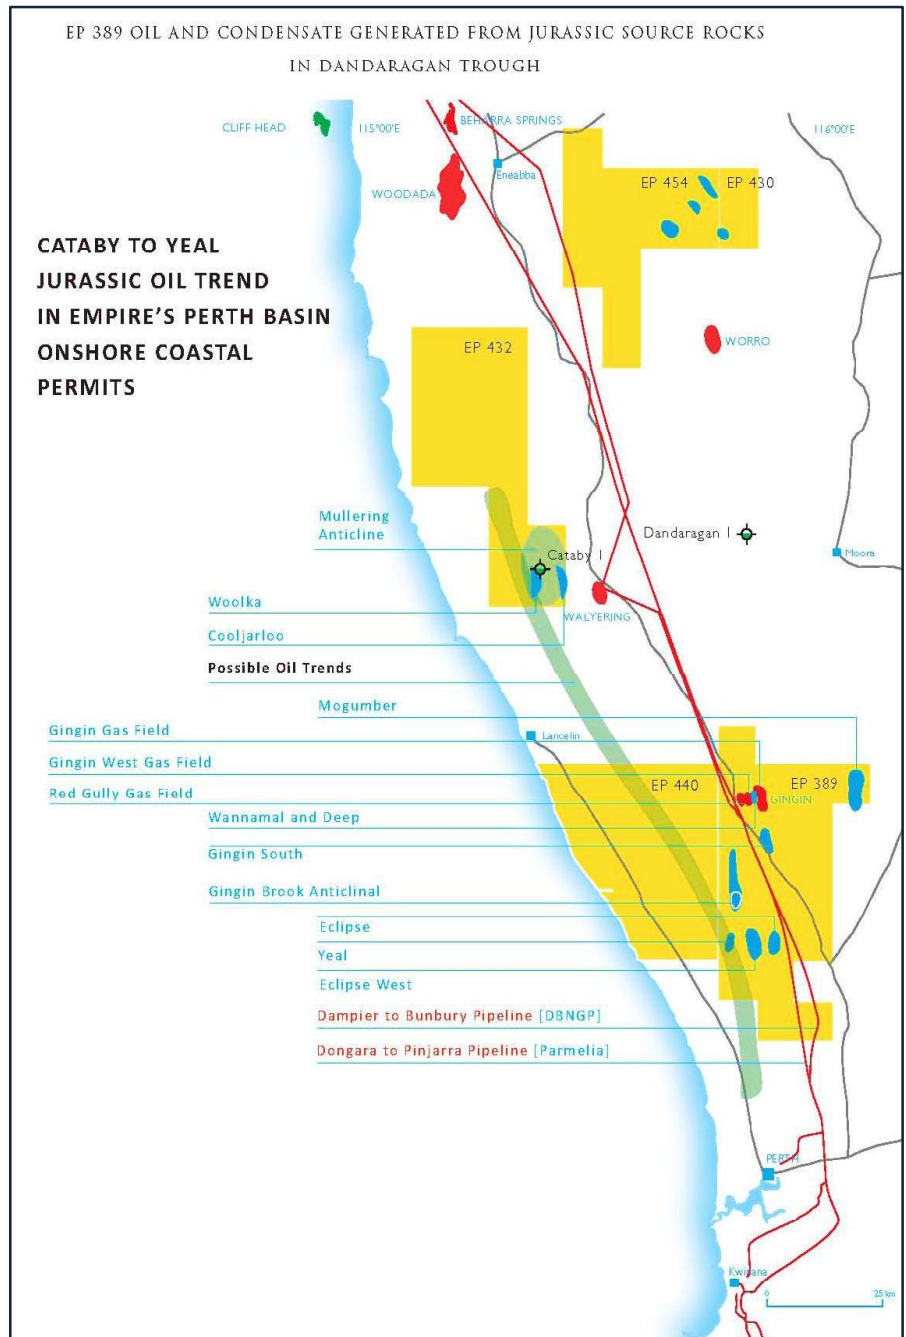 EP 389 OIL AND CONDENSATE GENERATED FROM JURASSIC SOURCE ROCKS
IN DANDARAGAN TROUGH
CLIFF HEAD
115°00'E
BEHARRA SPRINGS
116°00'E
Eneabba
WOODADA
EP 454
EP 430
CATABY TO YEAL
JURASSIC OIL TREND
IN EMPIRE'S PERTH BASIN
ONSHORE COASTAL
PERMITS
WORRO
EP 432
Mullering
Anticline
Dandaragan 1
Cataby 1
Moora
Woolka
WALYERING
Cooljarloo
Possible Oil Trends
Mogumber
Gingin Gas Field
Lancelin
Gingin West Gas Field
EP 440
EP 389
Red Gully Gas Field
GINGIN
Wannamal and Deep
Gingin South
Gingin Brook Anticlinal
Eclipse
Yeal
Eclipse West
Dampier to Bunbury Pipeline [DBNGP]
Dongara to Pinjarra Pipeline [Parmelia]
PERTH
Kwinana
0
25 km